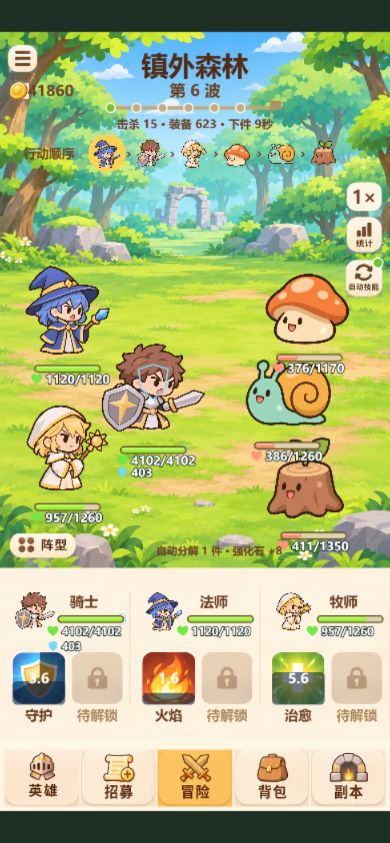 镇外森林
41860
第 6 波
击杀 15 · 装备 623 · 下件 9秒
行动顺序
1×
统计
自动技能
1120/1120
376/1170
4102/4102
403
386/1260
957/1260
阵型
自动分解 1 件 · 强化石 +8
411/1350
骑士
4102/4102
403
法师
1120/1120
牧师
957/1260
3.6
1.6
5.6
守护
待解锁
火焰
待解锁
治愈
待解锁
英雄
招募
冒险
背包
副本